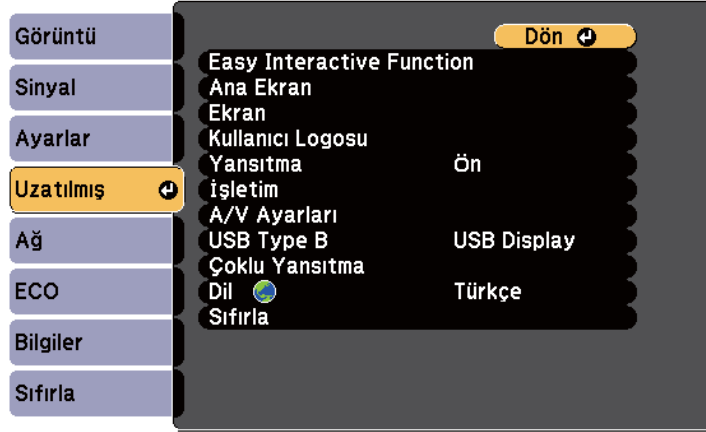 Görüntü
Sinyal
Ayarlar
Uzatılmış
Ağ
ECO
Bilgiler
Sıfırla
Dön
Easy Interactive Function
Ana Ekran
Ekran
Kullanıcı Logosu
Yansıtma Ön
İşletim
A/V Ayarları
USB Type B USB Display
Çoklu Yansıtma
Dil Türkçe
Sıfırla